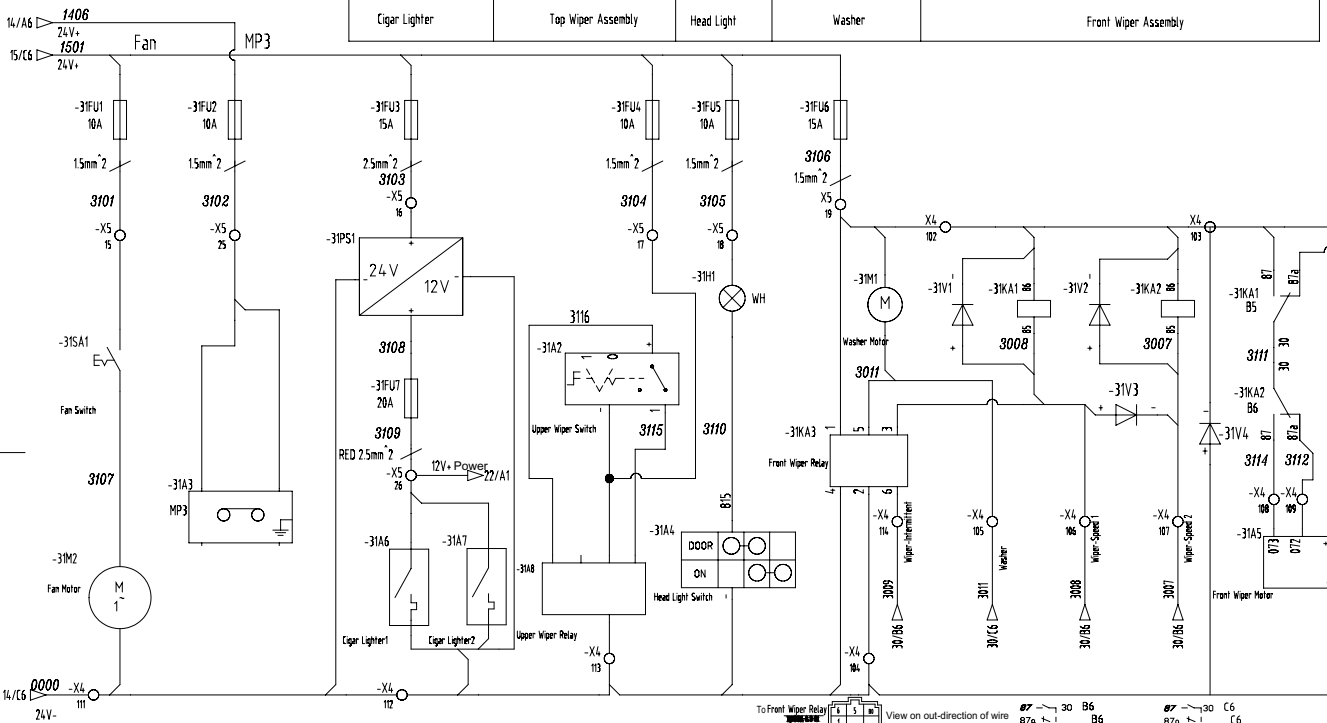 Cigar Lighter
Top Wiper Assembly
Head Light
Washer
Front Wiper Assembly
14/A6
1406
24V+
15/C6
1501
24V+
Fan
MP3
-31FU1
10A
-31FU2
10A
-31FU3
15A
-31FU4
10A
-31FU5
10A
-31FU6
15A
1.5mm^2
1.5mm^2
2.5mm^2
1.5mm^2
1.5mm^2
3106
1.5mm^2
3101
3102
3103
3104
3105
-X5
15
-X5
25
-X5
16
-X5
17
-X5
18
X5
19
X4
102
X4
103
-31PS1
+
24V
12V
-
-
+
-31H1
WH
-31M1
M
Washer Motor
-31V1
-
+
-31KA1
86
85
3008
-31V2
-
+
-31KA2
86
85
3007
87
87a
-31KA1
B5
30
3111
30
-31KA2
B6
87
87a
3114
3112
-31SA1
Fan Switch
3107
3108
-31FU7
20A
3109
RED 2.5mm^2
-X5
26
12V+ Power
22/A1
3116
-31A2
1
0
+
-
1
Upper Wiper Switch
3115
3110
815
3011
-31KA3
1
5
3
4
2
6
Front Wiper Relay
-31V3
+
-
-31V4
-
+
-31A3
MP3
-31A6
Cigar Lighter1
-31A7
Cigar Lighter2
-31A8
Upper Wiper Relay
-31A4
DOOR
ON
Head Light Switch
-X4
114
Wiper-Intermittent
3009
30/B6
-X4
105
Washer
3011
30/C6
-X4
106
Wiper-Speed 1
3008
30/B6
-X4
107
Wiper-Speed 2
3007
30/B6
-X4
108
-X4
109
-31A5
073
072
Front Wiper Motor
-31M2
Fan Motor
M
1~
-X4
113
-X4
104
14/C6
0000
24V-
-X4
111
-X4
112
To Front Wiper Relay
6
5
View on out-direction of wire
87
30
B6
87a
B6
87
30
C6
87a
C6